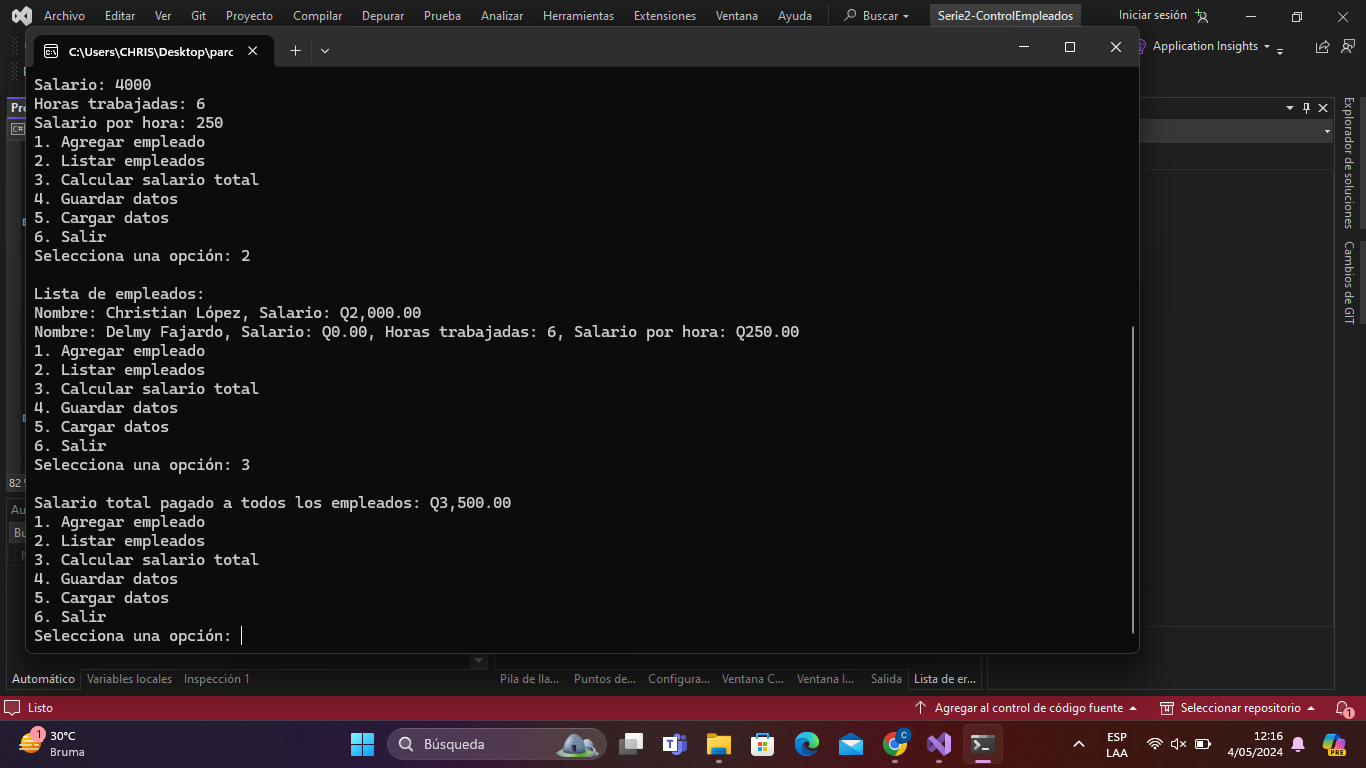 Archivo Editar Ver Git Proyecto Compilar Depurar Prueba Analizar Herramientas Extensiones Ventana Ayuda Buscar Serie2-ControlEmpleados Iniciar sesión
C:\Users\CHRIS\Desktop\parc
Application Insights
Salario: 4000
Horas trabajadas: 6
Salario por hora: 250
1. Agregar empleado
2. Listar empleados
3. Calcular salario total
4. Guardar datos
5. Cargar datos
6. Salir
Selecciona una opción: 2
Lista de empleados:
Nombre: Christian López, Salario: Q2,000.00
Nombre: Delmy Fajardo, Salario: Q0.00, Horas trabajadas: 6, Salario por hora: Q250.00
1. Agregar empleado
2. Listar empleados
3. Calcular salario total
4. Guardar datos
5. Cargar datos
6. Salir
Selecciona una opción: 3
Salario total pagado a todos los empleados: Q3,500.00
1. Agregar empleado
2. Listar empleados
3. Calcular salario total
4. Guardar datos
5. Cargar datos
6. Salir
Selecciona una opción:
Explorador de soluciones
Cambios de GIT
Pro
C#
82 %
Au
Bu
Automático Variables locales Inspección 1 Pila de lla... Puntos de... Configura... Ventana C... Ventana I... Salida Lista de er...
Listo Agregar al control de código fuente Seleccionar repositorio 1
1 30°C
Bruma
Búsqueda
C
PRE
ESP
LAA
12:16
4/05/2024